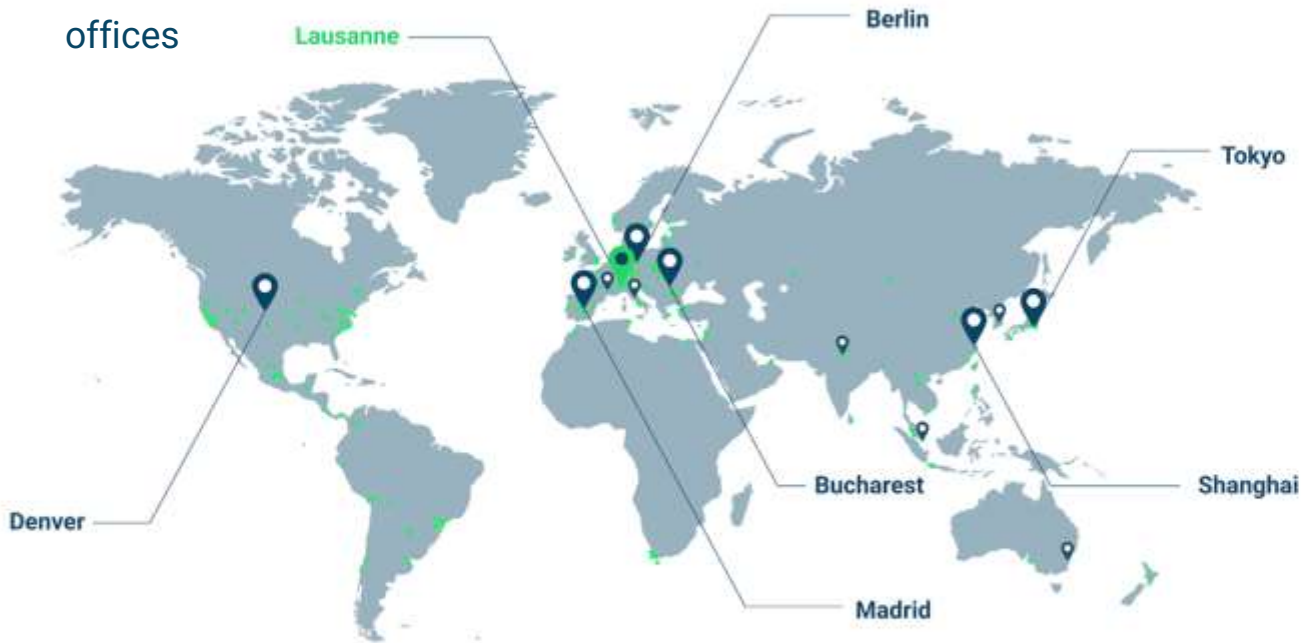 offices
Lausanne
Berlin
Tokyo
Bucharest
Shanghai
Denver
Madrid